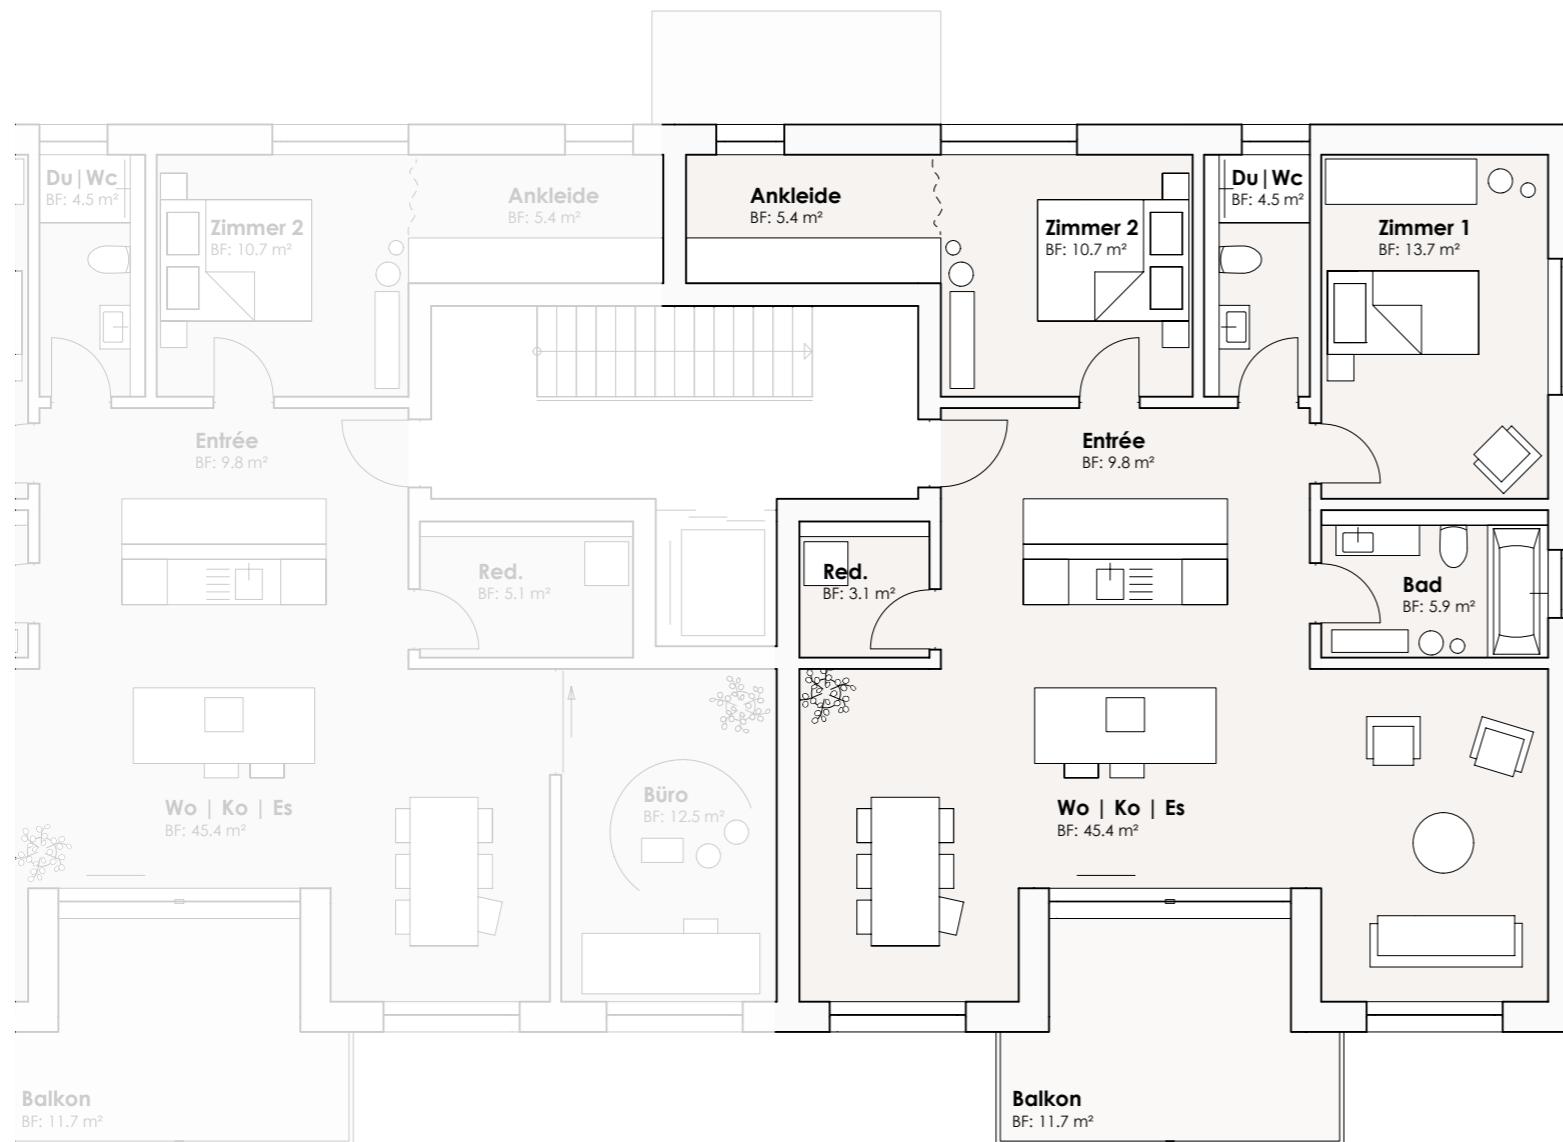 Du|Wc
BF: 4.5 m²
Zimmer 2
BF: 10.7 m²
Ankleide
BF: 5.4 m²
Ankleide
BF: 5.4 m²
Zimmer 2
BF: 10.7 m²
Du|Wc
BF: 4.5 m²
Zimmer 1
BF: 13.7 m²
Entrée
BF: 9.8 m²
Entrée
BF: 9.8 m²
Red.
BF: 5.1 m²
Red.
BF: 3.1 m²
Bad
BF: 5.9 m²
Wo | Ko | Es
BF: 45.4 m²
Büro
BF: 12.5 m²
Wo | Ko | Es
BF: 45.4 m²
Balkon
BF: 11.7 m²
Balkon
BF: 11.7 m²